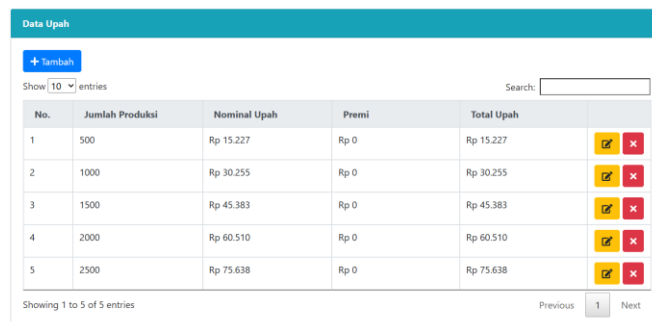 Data Upah
+ Tambah
Show 10 entries Search:
No. Jumlah Produksi Nominal Upah Premi Total Upah
1 500 Rp 15.227 Rp 0 Rp 15.227
2 1000 Rp 30.255 Rp 0 Rp 30.255
3 1500 Rp 45.383 Rp 0 Rp 45.383
4 2000 Rp 60.510 Rp 0 Rp 60.510
5 2500 Rp 75.638 Rp 0 Rp 75.638
Showing 1 to 5 of 5 entries Previous 1 Next